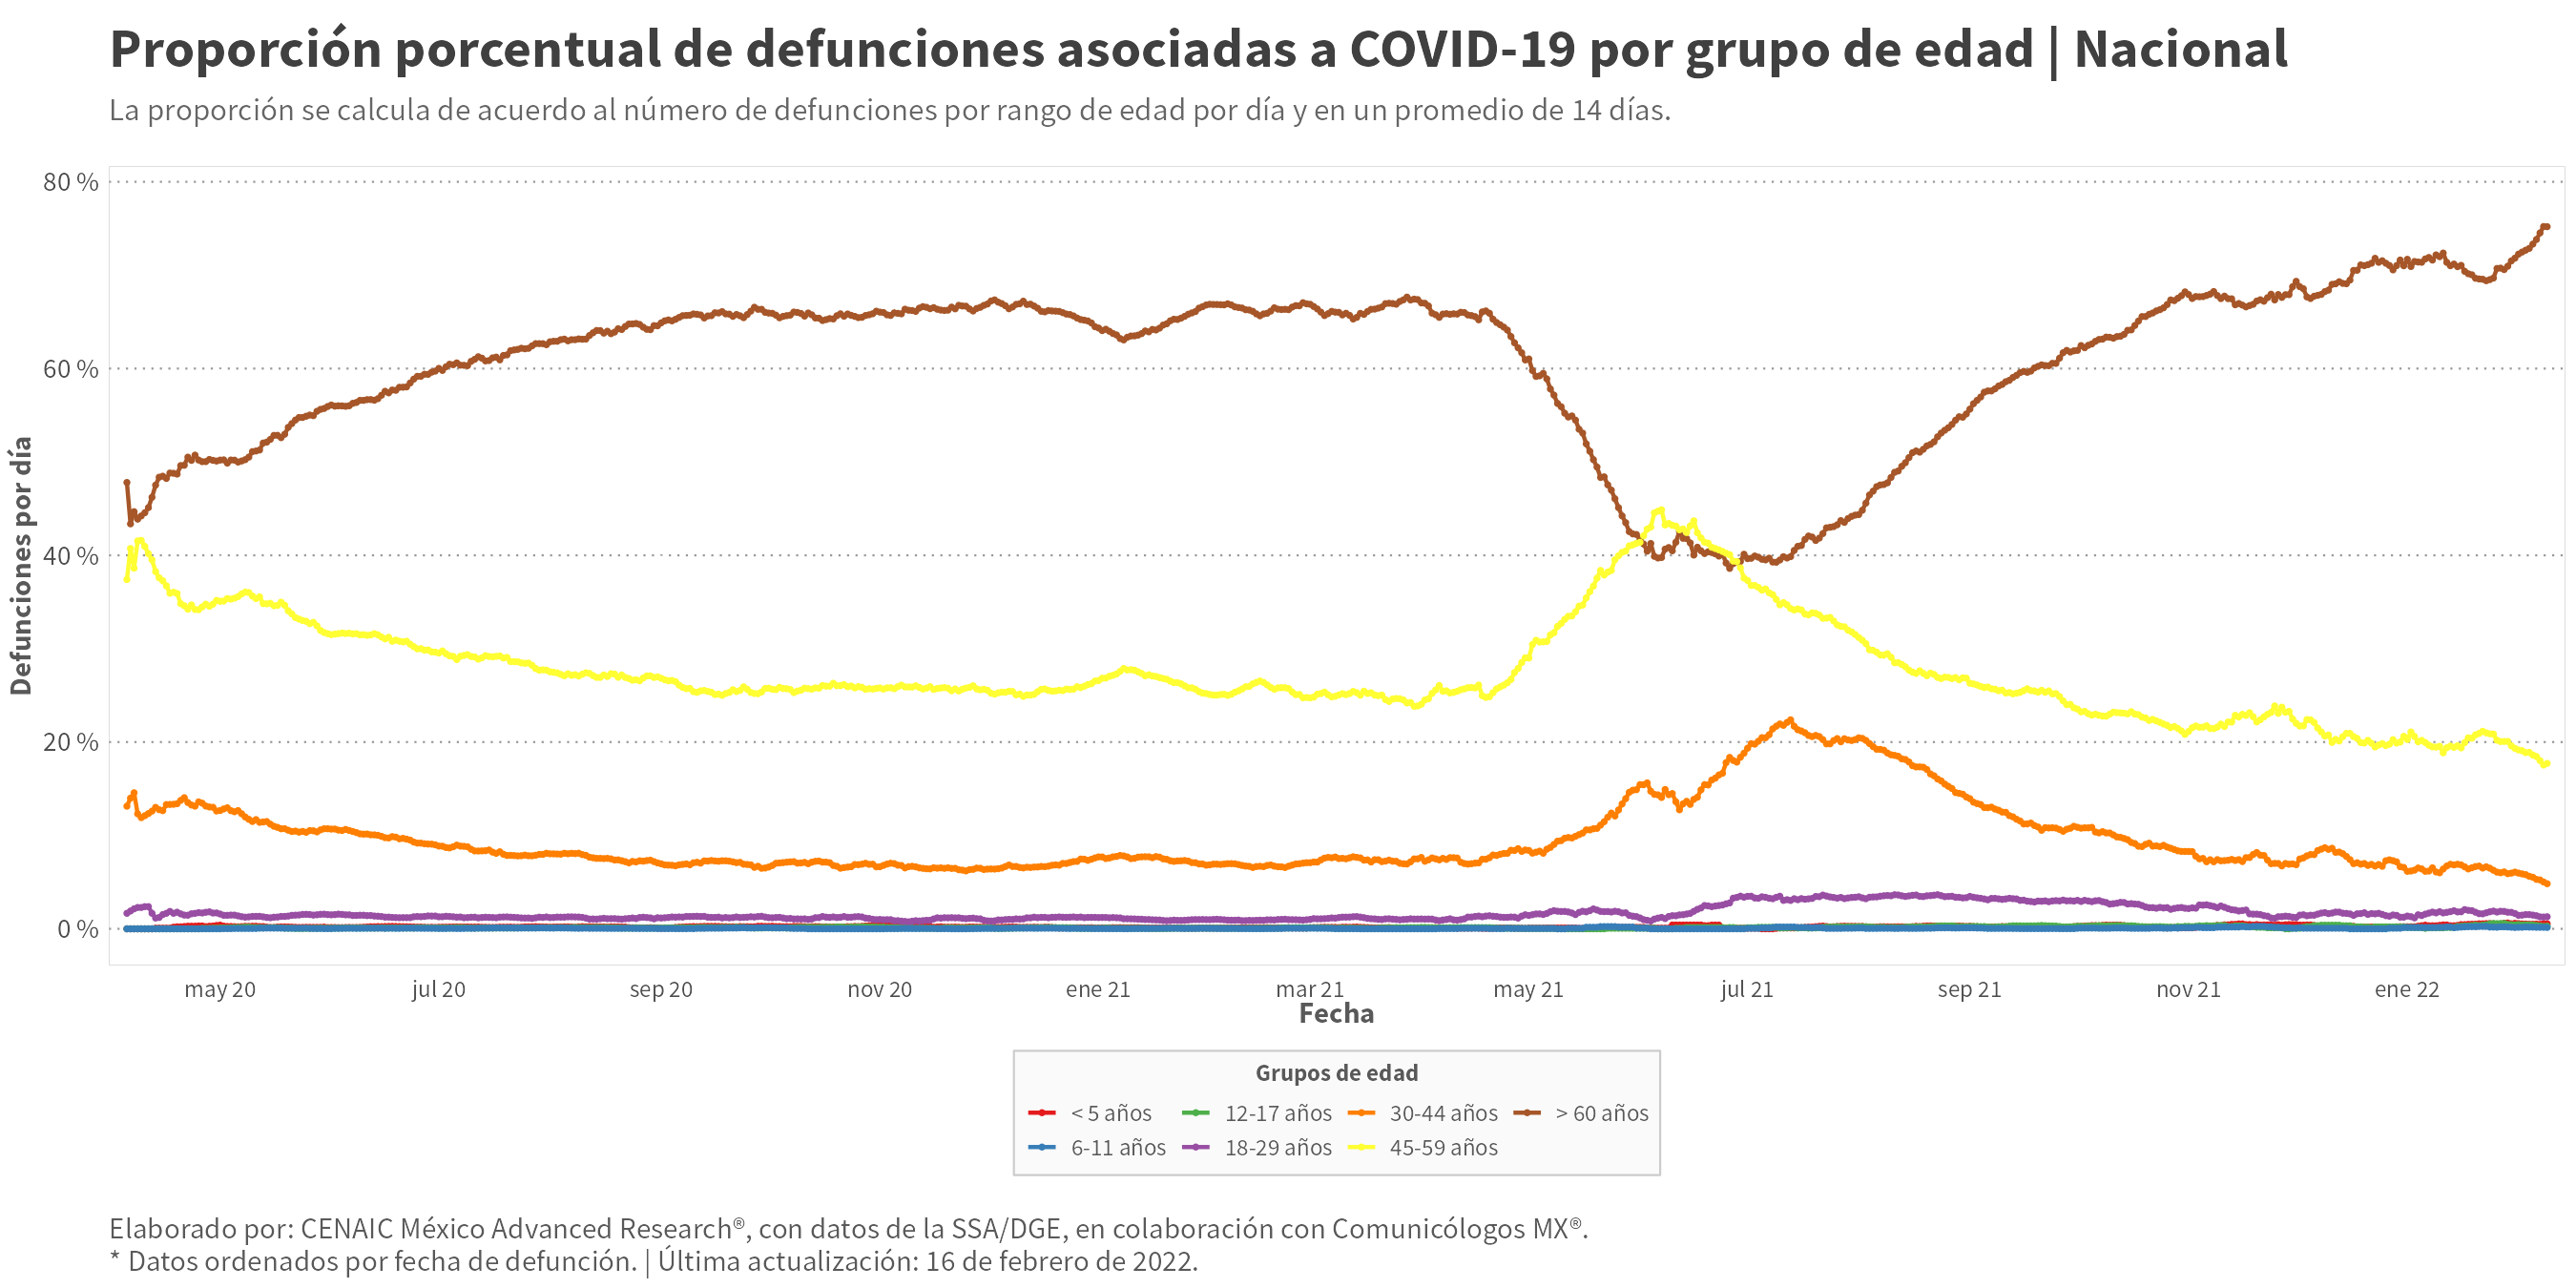 Proporción porcentual de defunciones asociadas a COVID-19 por grupo de edad | Nacional
La proporción se calcula de acuerdo al número de defunciones por rango de edad por día y en un promedio de 14 días.
Defunciones por día
80 %
60 %
40 %
20 %
0 %
may 20 jul 20 sep 20 nov 20 ene 21 mar 21 may 21 jul 21 sep 21 nov 21 ene 22
Fecha
Grupos de edad
< 5 años 12-17 años 30-44 años > 60 años
6-11 años 18-29 años 45-59 años
Elaborado por: CENAIC México Advanced Research®, con datos de la SSA/DGE, en colaboración con Comunicólogos MX®.
* Datos ordenados por fecha de defunción. | Última actualización: 16 de febrero de 2022.